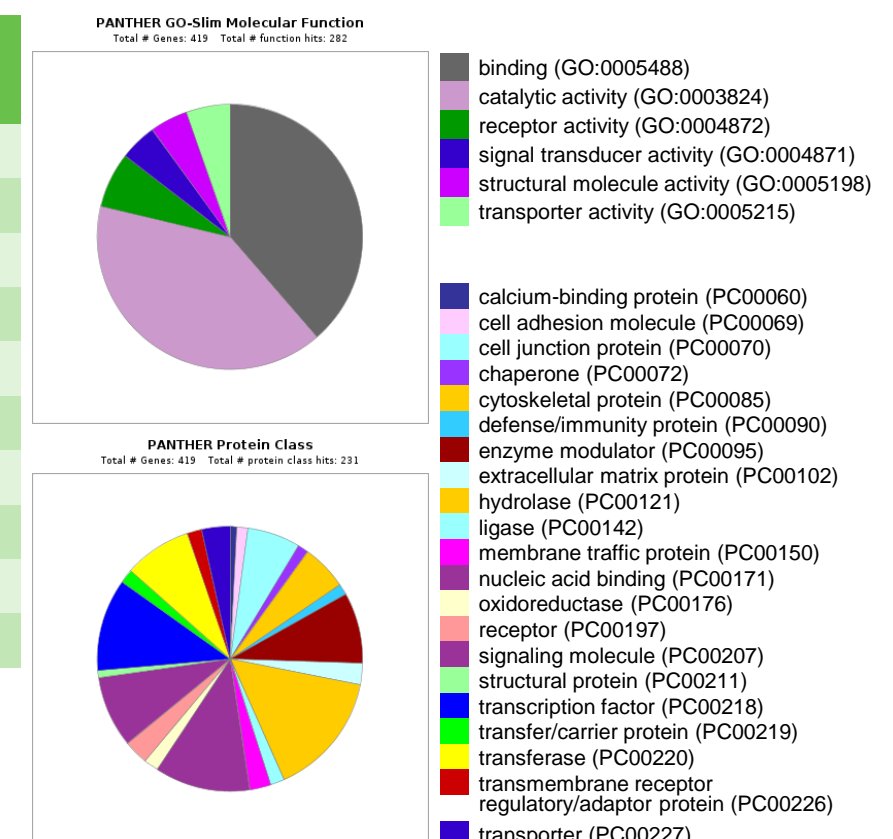 PANTHER GO-Slim Molecular Function
Total # Genes: 419 Total # function hits: 282
binding (GO:0005488)
catalytic activity (GO:0003824)
receptor activity (GO:0004872)
signal transducer activity (GO:0004871)
structural molecule activity (GO:0005198)
transporter activity (GO:0005215)
PANTHER Protein Class
Total # Genes: 419 Total # protein class hits: 231
calcium-binding protein (PC00060)
cell adhesion molecule (PC00069)
cell junction protein (PC00070)
chaperone (PC00072)
cytoskeletal protein (PC00085)
defense/immunity protein (PC00090)
enzyme modulator (PC00095)
extracellular matrix protein (PC00102)
hydrolase (PC00121)
ligase (PC00142)
membrane traffic protein (PC00150)
nucleic acid binding (PC00171)
oxidoreductase (PC00176)
receptor (PC00197)
signaling molecule (PC00207)
structural protein (PC00211)
transcription factor (PC00218)
transfer/carrier protein (PC00219)
transferase (PC00220)
transmembrane receptor
regulatory/adaptor protein (PC00226)
transporter (PC00227)